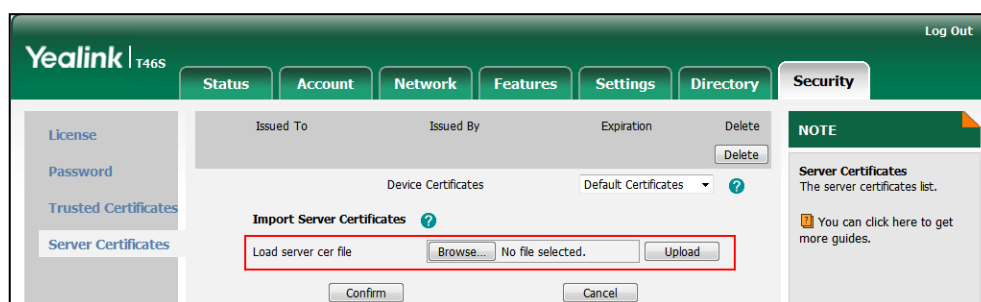 Log Out
Yealink T46S
Status Account Network Features Settings Directory Security
License
Password
Trusted Certificates
Server Certificates
Issued To Issued By Expiration Delete
Delete
Device Certificates Default Certificates ?
Import Server Certificates ?
Load server cer file Browse... No file selected. Upload
Confirm Cancel
NOTE
Server Certificates
The server certificates list.
? You can click here to get
more guides.